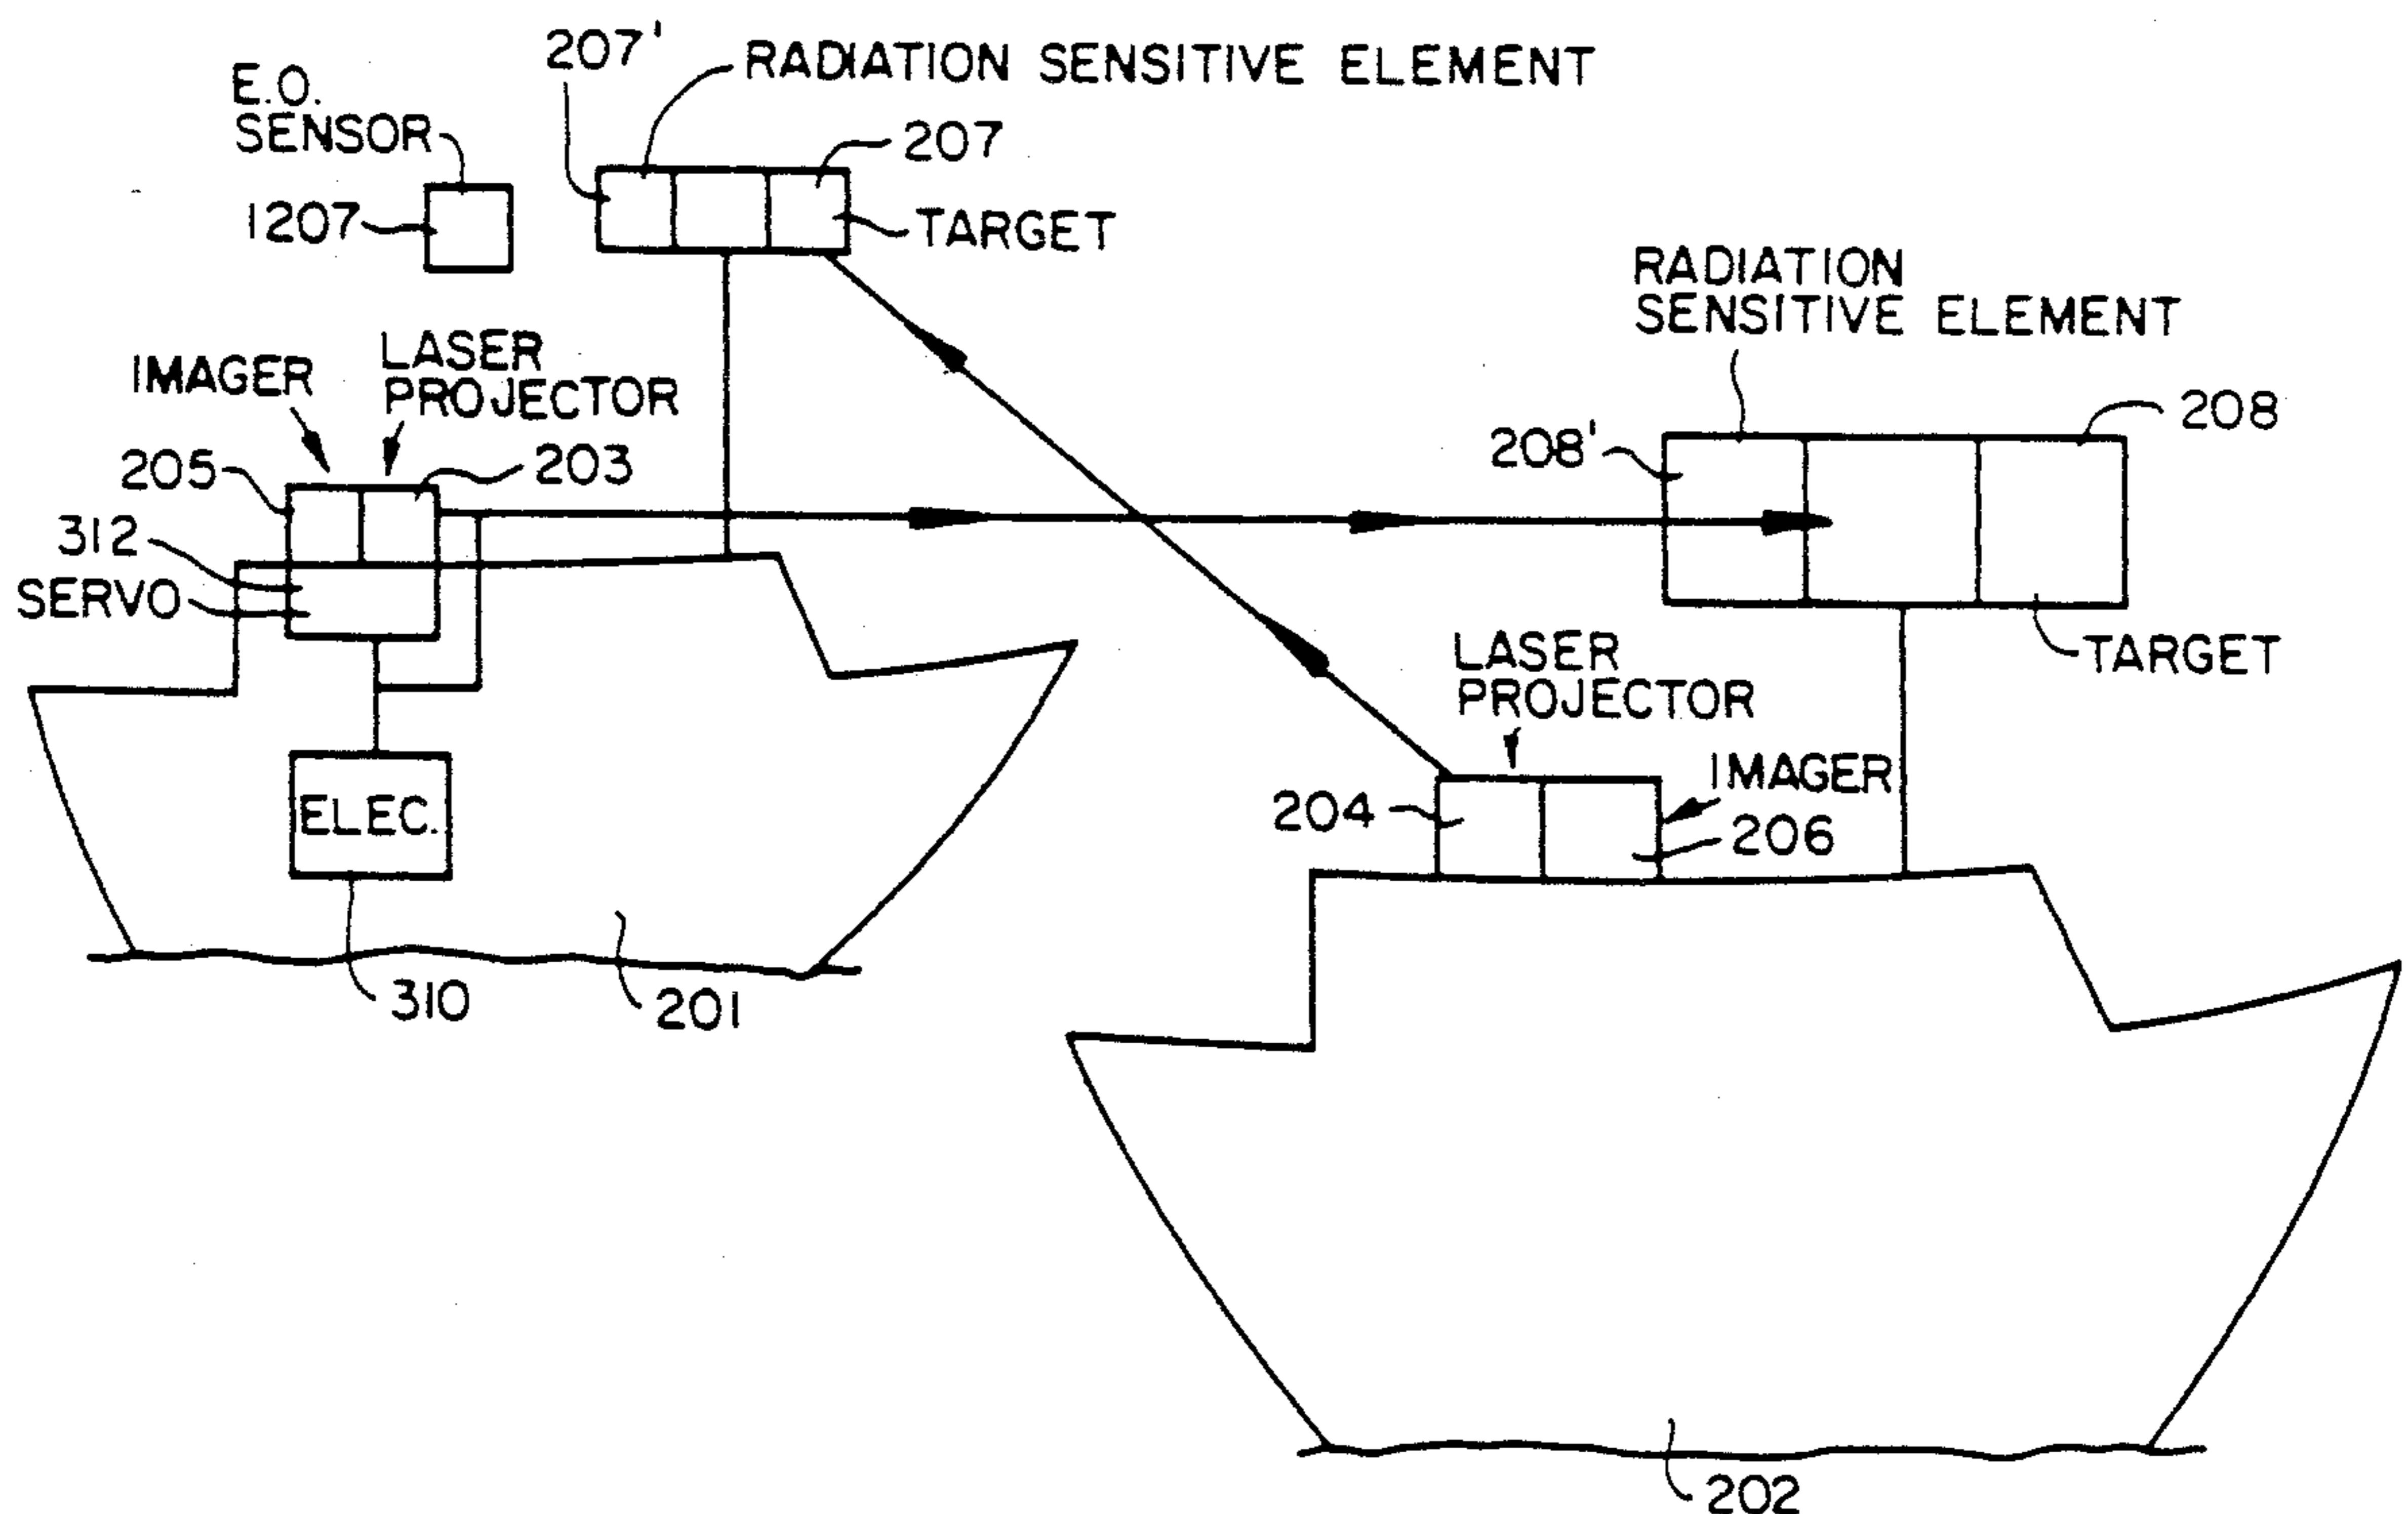 207'
RADIATION SENSITIVE ELEMENT
E.O.
SENSOR
207
1207
TARGET
RADIATION
SENSITIVE ELEMENT
LASER
PROJECTOR
IMAGER
208
208'
205
203
312
SERVO
LASER
PROJECTOR
TARGET
IMAGER
204
206
ELEC.
310
201
202